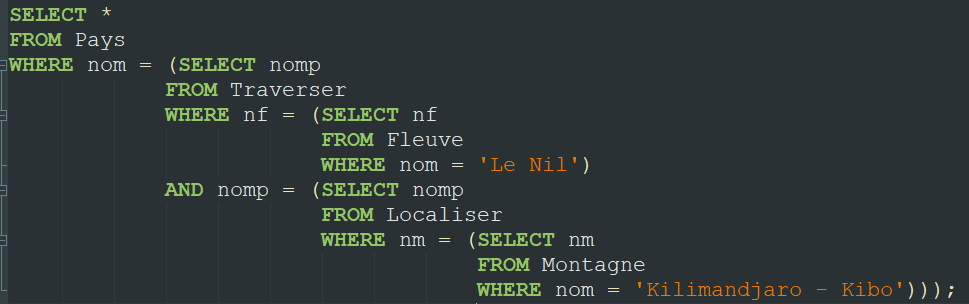 SELECT *
FROM Pays
WHERE nom = (SELECT nomp
FROM Traverser
WHERE nf = (SELECT nf
FROM Fleuve
WHERE nom = 'Le Nil')
AND nomp = (SELECT nomp
FROM Localiser
WHERE nm = (SELECT nm
FROM Montagne
WHERE nom = 'Kilimandjaro - Kibo')));